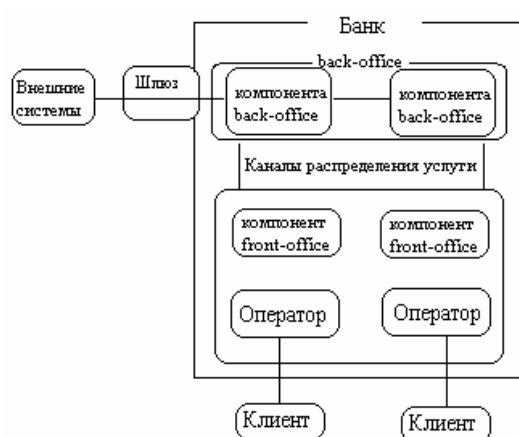 Банк
back-office
Внешние
системы
Шлюз
компонента
back-office
компонента
back-office
Каналы распределения услуги
компонент
front-office
компонент
front-office
Оператор
Оператор
Клиент
Клиент